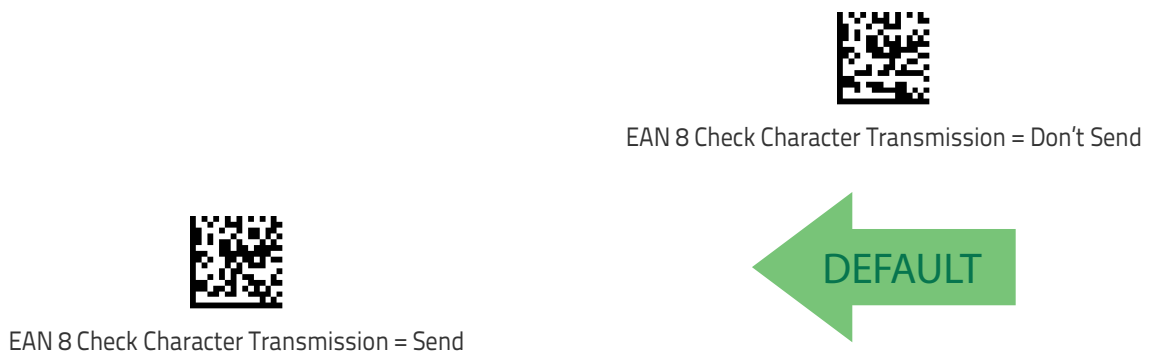 EAN 8 Check Character Transmission = Don't Send
DEFAULT
EAN 8 Check Character Transmission = Send